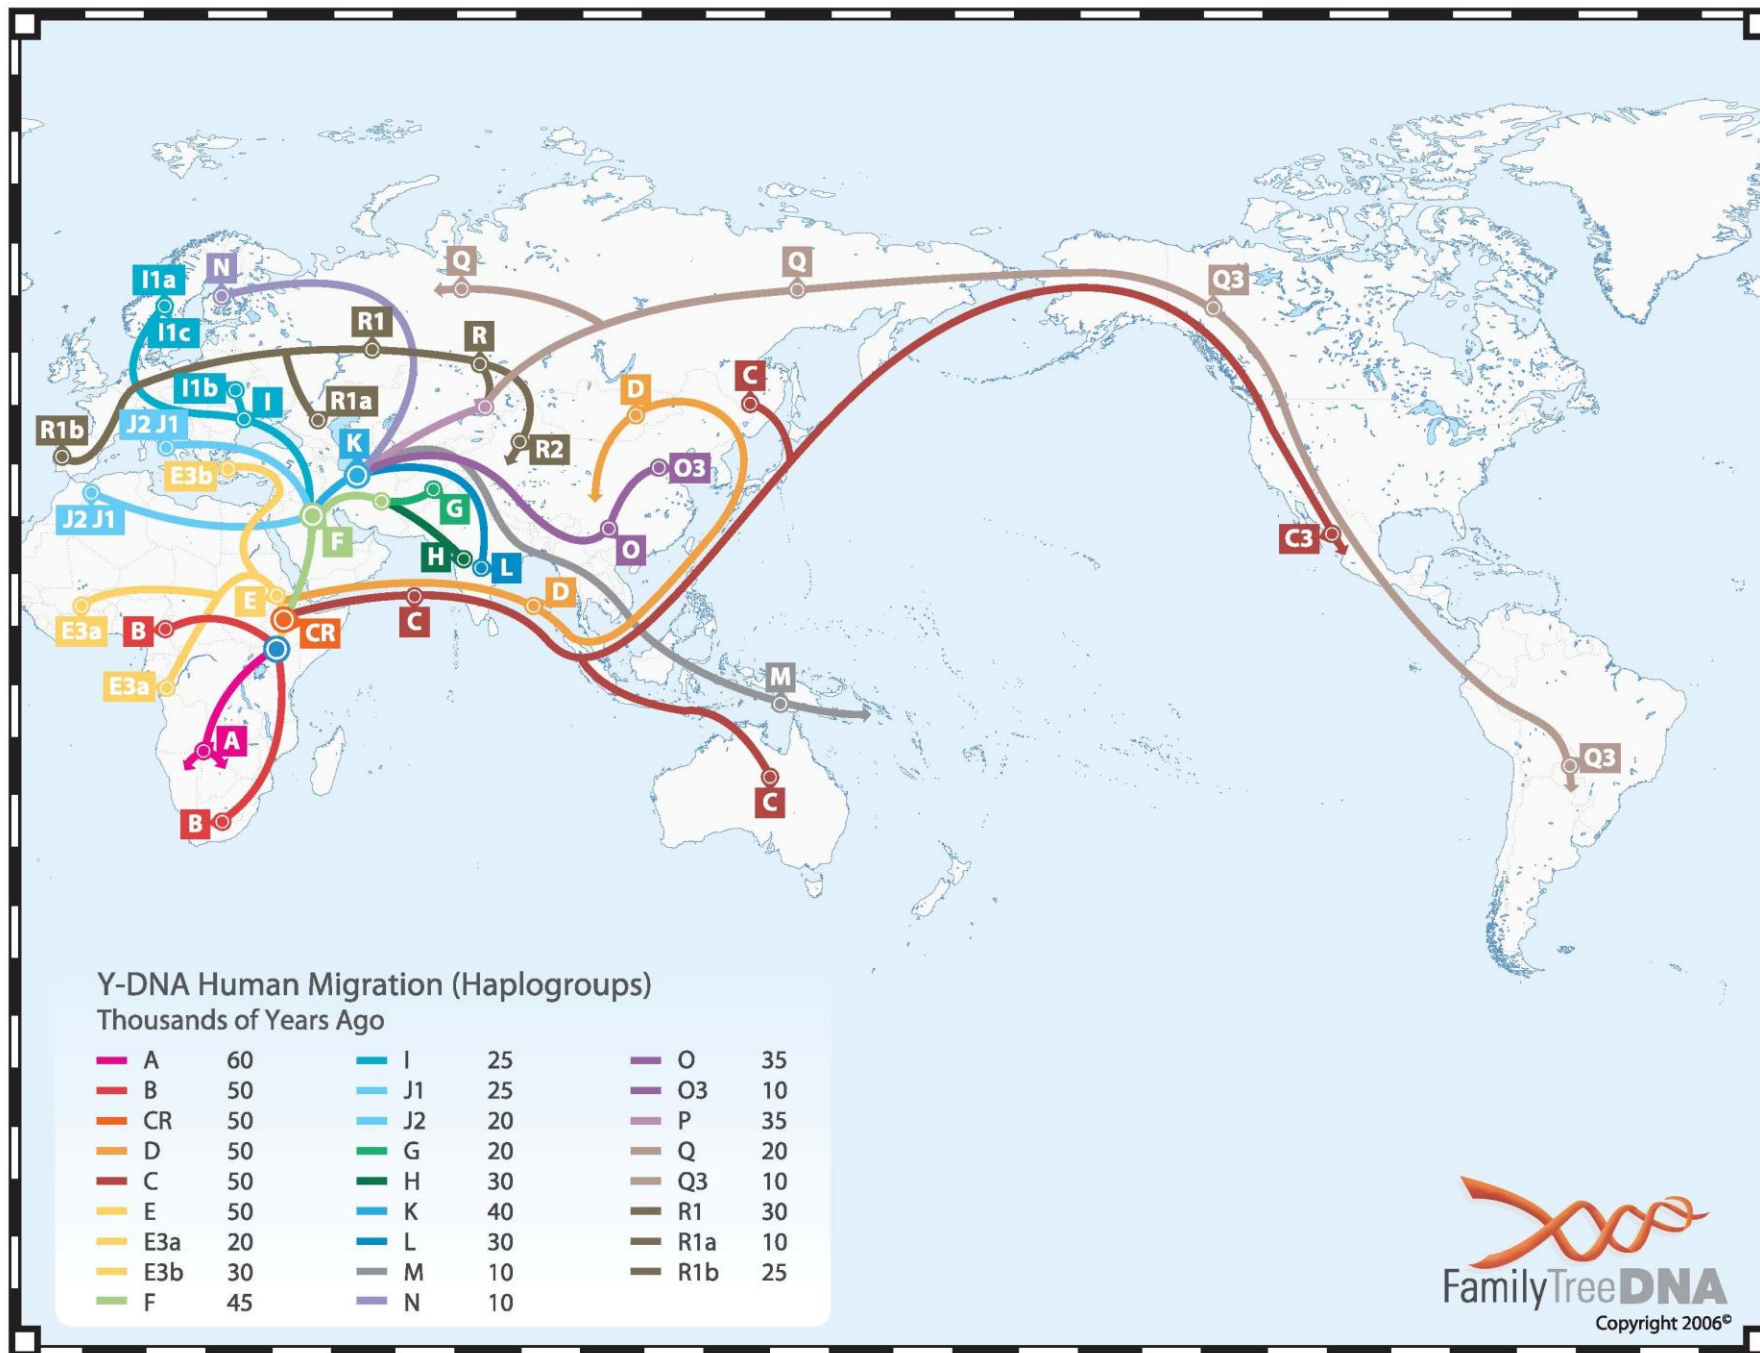 Q
Q
Q3
N
I1a
I1c
R1
R
I1b
I
R1a
C
D
J2 J1
R1b
K
R2
E3b
O3
G
J2 J1
F
O
C3
H
L
E
D
C
E3a
B
CR
E3a
M
A
Q3
C
B
Y-DNA Human Migration (Haplogroups)
Thousands of Years Ago
A 60
B 50
CR 50
D 50
C 50
E 50
E3a 20
E3b 30
F 45
I 25
J1 25
J2 20
G 20
H 30
K 40
L 30
M 10
N 10
O 35
O3 10
P 35
Q 20
Q3 10
R1 30
R1a 10
R1b 25
FamilyTreeDNA
Copyright 2006©